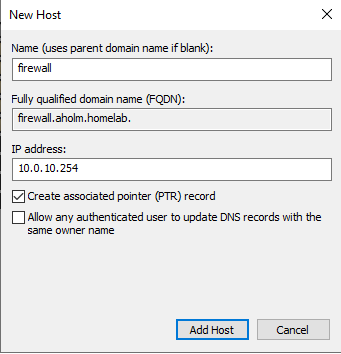 New Host
Name (uses parent domain name if blank):
firewall
Fully qualified domain name (FQDN):
firewall.aholm.homelab.
IP address:
10.0.10.254
Create associated pointer (PTR) record
Allow any authenticated user to update DNS records with the
same owner name
Add Host
Cancel